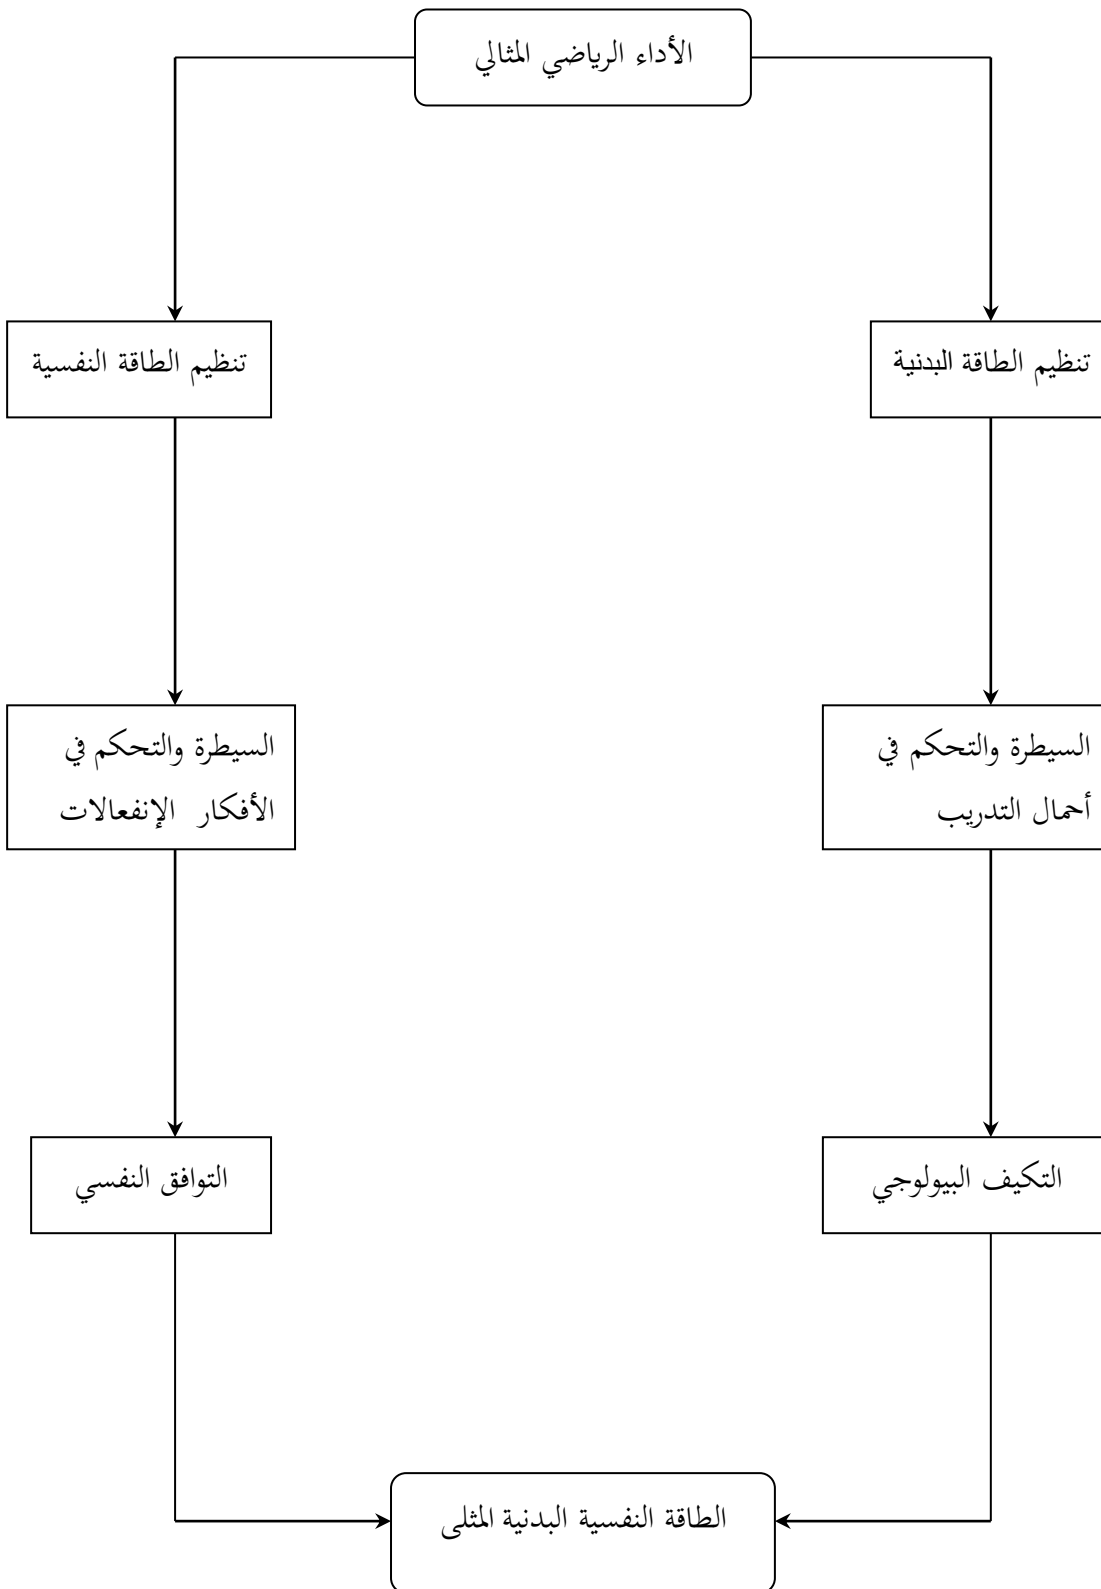 الأداء الرياضي المثالي
تنظيم الطاقة البدنية
تنظيم الطاقة النفسية
السيطرة والتحكم في
أحمال التدريب
السيطرة والتحكم في
الأفكار الإنفعالات
التكيف البيولوجي
التوافق النفسي
الطاقة النفسية البدنية المثلى